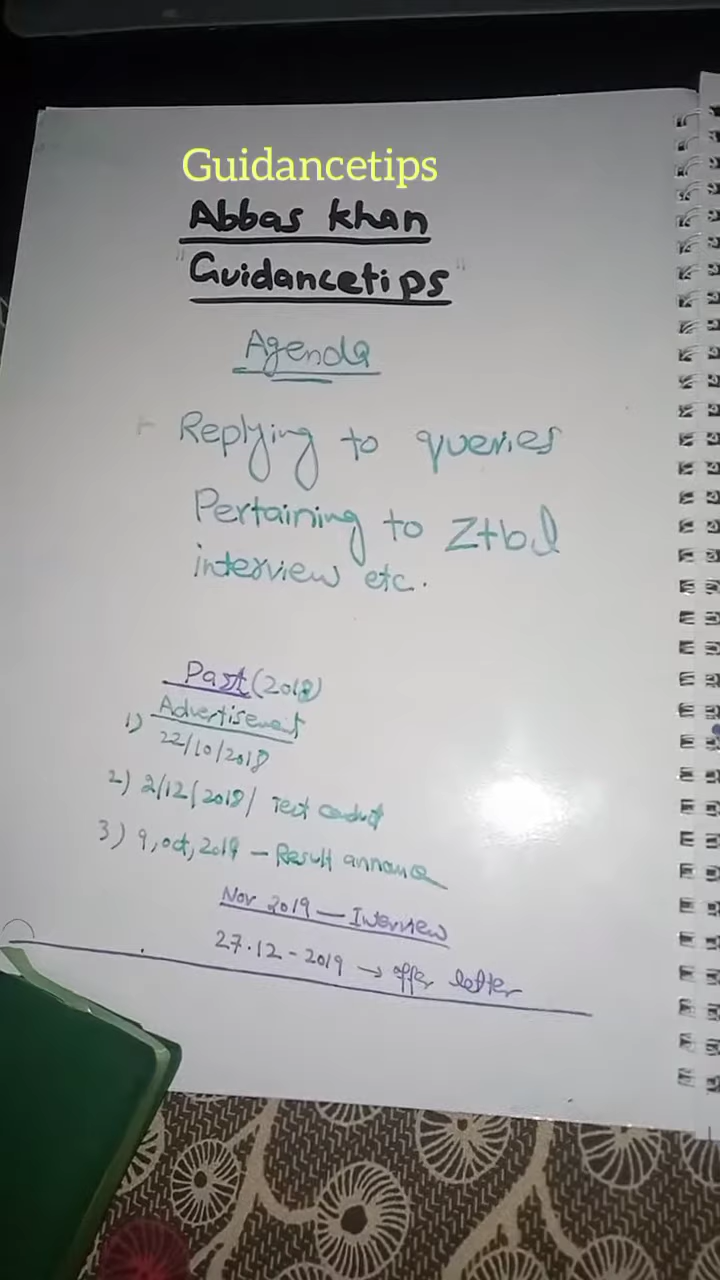 Guidancetips
Abbas Khan
"Guidancetips"
Agenda
Replying to queries
Pertaining to Ztbl
interview etc.
Past (2018)
1) Advertisement
22/10/2018
2) 2/12/2018/ Test conduct
3) 9, oct, 2019 - Result
Nov 2019 - Interview
27.12-2019 → offer letter